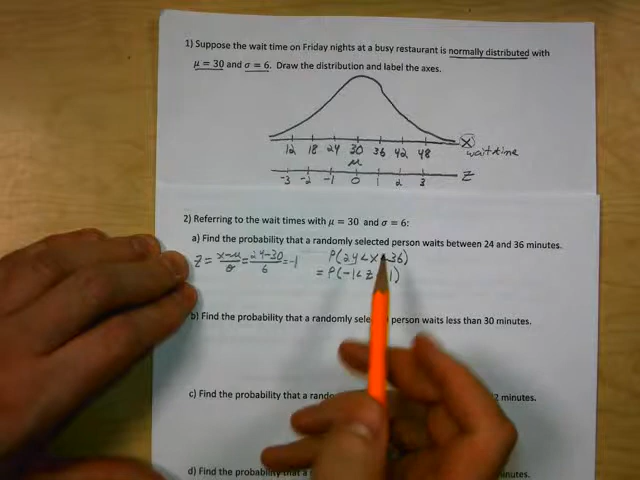 1) Suppose the wait time on Friday nights at a busy restaurant is normally distributed with
μ = 30 and σ = 6. Draw the distribution and label the axes.
12 18 24 30 36 42 48 X
μ wait time
-3 -2 -1 0 1 2 3 Z
2) Referring to the wait times with μ = 30 and σ = 6:
a) Find the probability that a randomly selected person waits between 24 and 36 minutes.
Z = x-μ/σ = 24-30/6 = -1 P(24 < x 36)
= P(-1 < z 1)
b) Find the probability that a randomly selec person waits less than 30 minutes.
c) Find the probability that a rando 2 minutes.
d) Find the probability that a inutes.